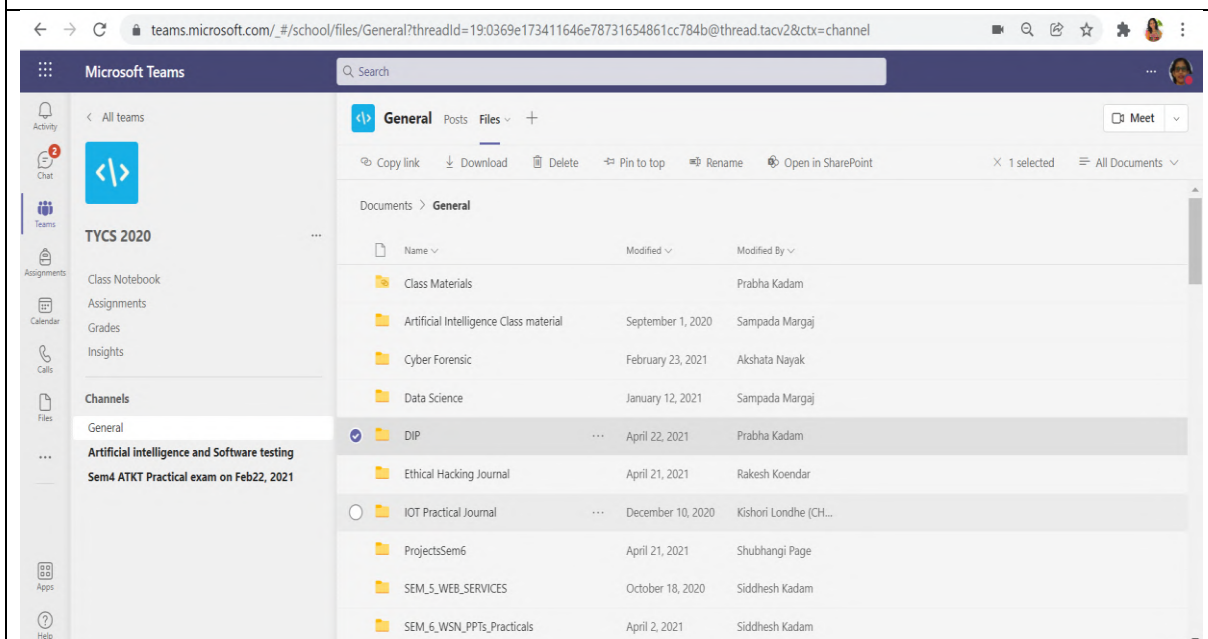 teams.microsoft.com/_#/school/files/General?threadId=19:0369e173411646e78731654861cc784b@thread.tacv2&ctx=channel
Microsoft Teams
Search
Activity
2
Chat
Teams
Assignments
Calendar
Calls
Files
Apps
Help
All teams
TYCS 2020
Class Notebook
Assignments
Grades
Insights
Channels
General
Artificial intelligence and Software testing
Sem4 ATKT Practical exam on Feb22, 2021
General Posts Files
Meet
Copy link Download Delete Pin to top Rename Open in SharePoint 1 selected All Documents
Documents > General
Name Modified Modified By
Class Materials Prabha Kadam
Artificial Intelligence Class material September 1, 2020 Sampada Margaj
Cyber Forensic February 23, 2021 Akshata Nayak
Data Science January 12, 2021 Sampada Margaj
DIP April 22, 2021 Prabha Kadam
Ethical Hacking Journal April 21, 2021 Rakesh Koendar
IOT Practical Journal December 10, 2020 Kishori Londhe (CH...
ProjectsSem6 April 21, 2021 Shubhangi Page
SEM_5_WEB_SERVICES October 18, 2020 Siddhesh Kadam
SEM_6_WSN_PPTs_Practicals April 2, 2021 Siddhesh Kadam